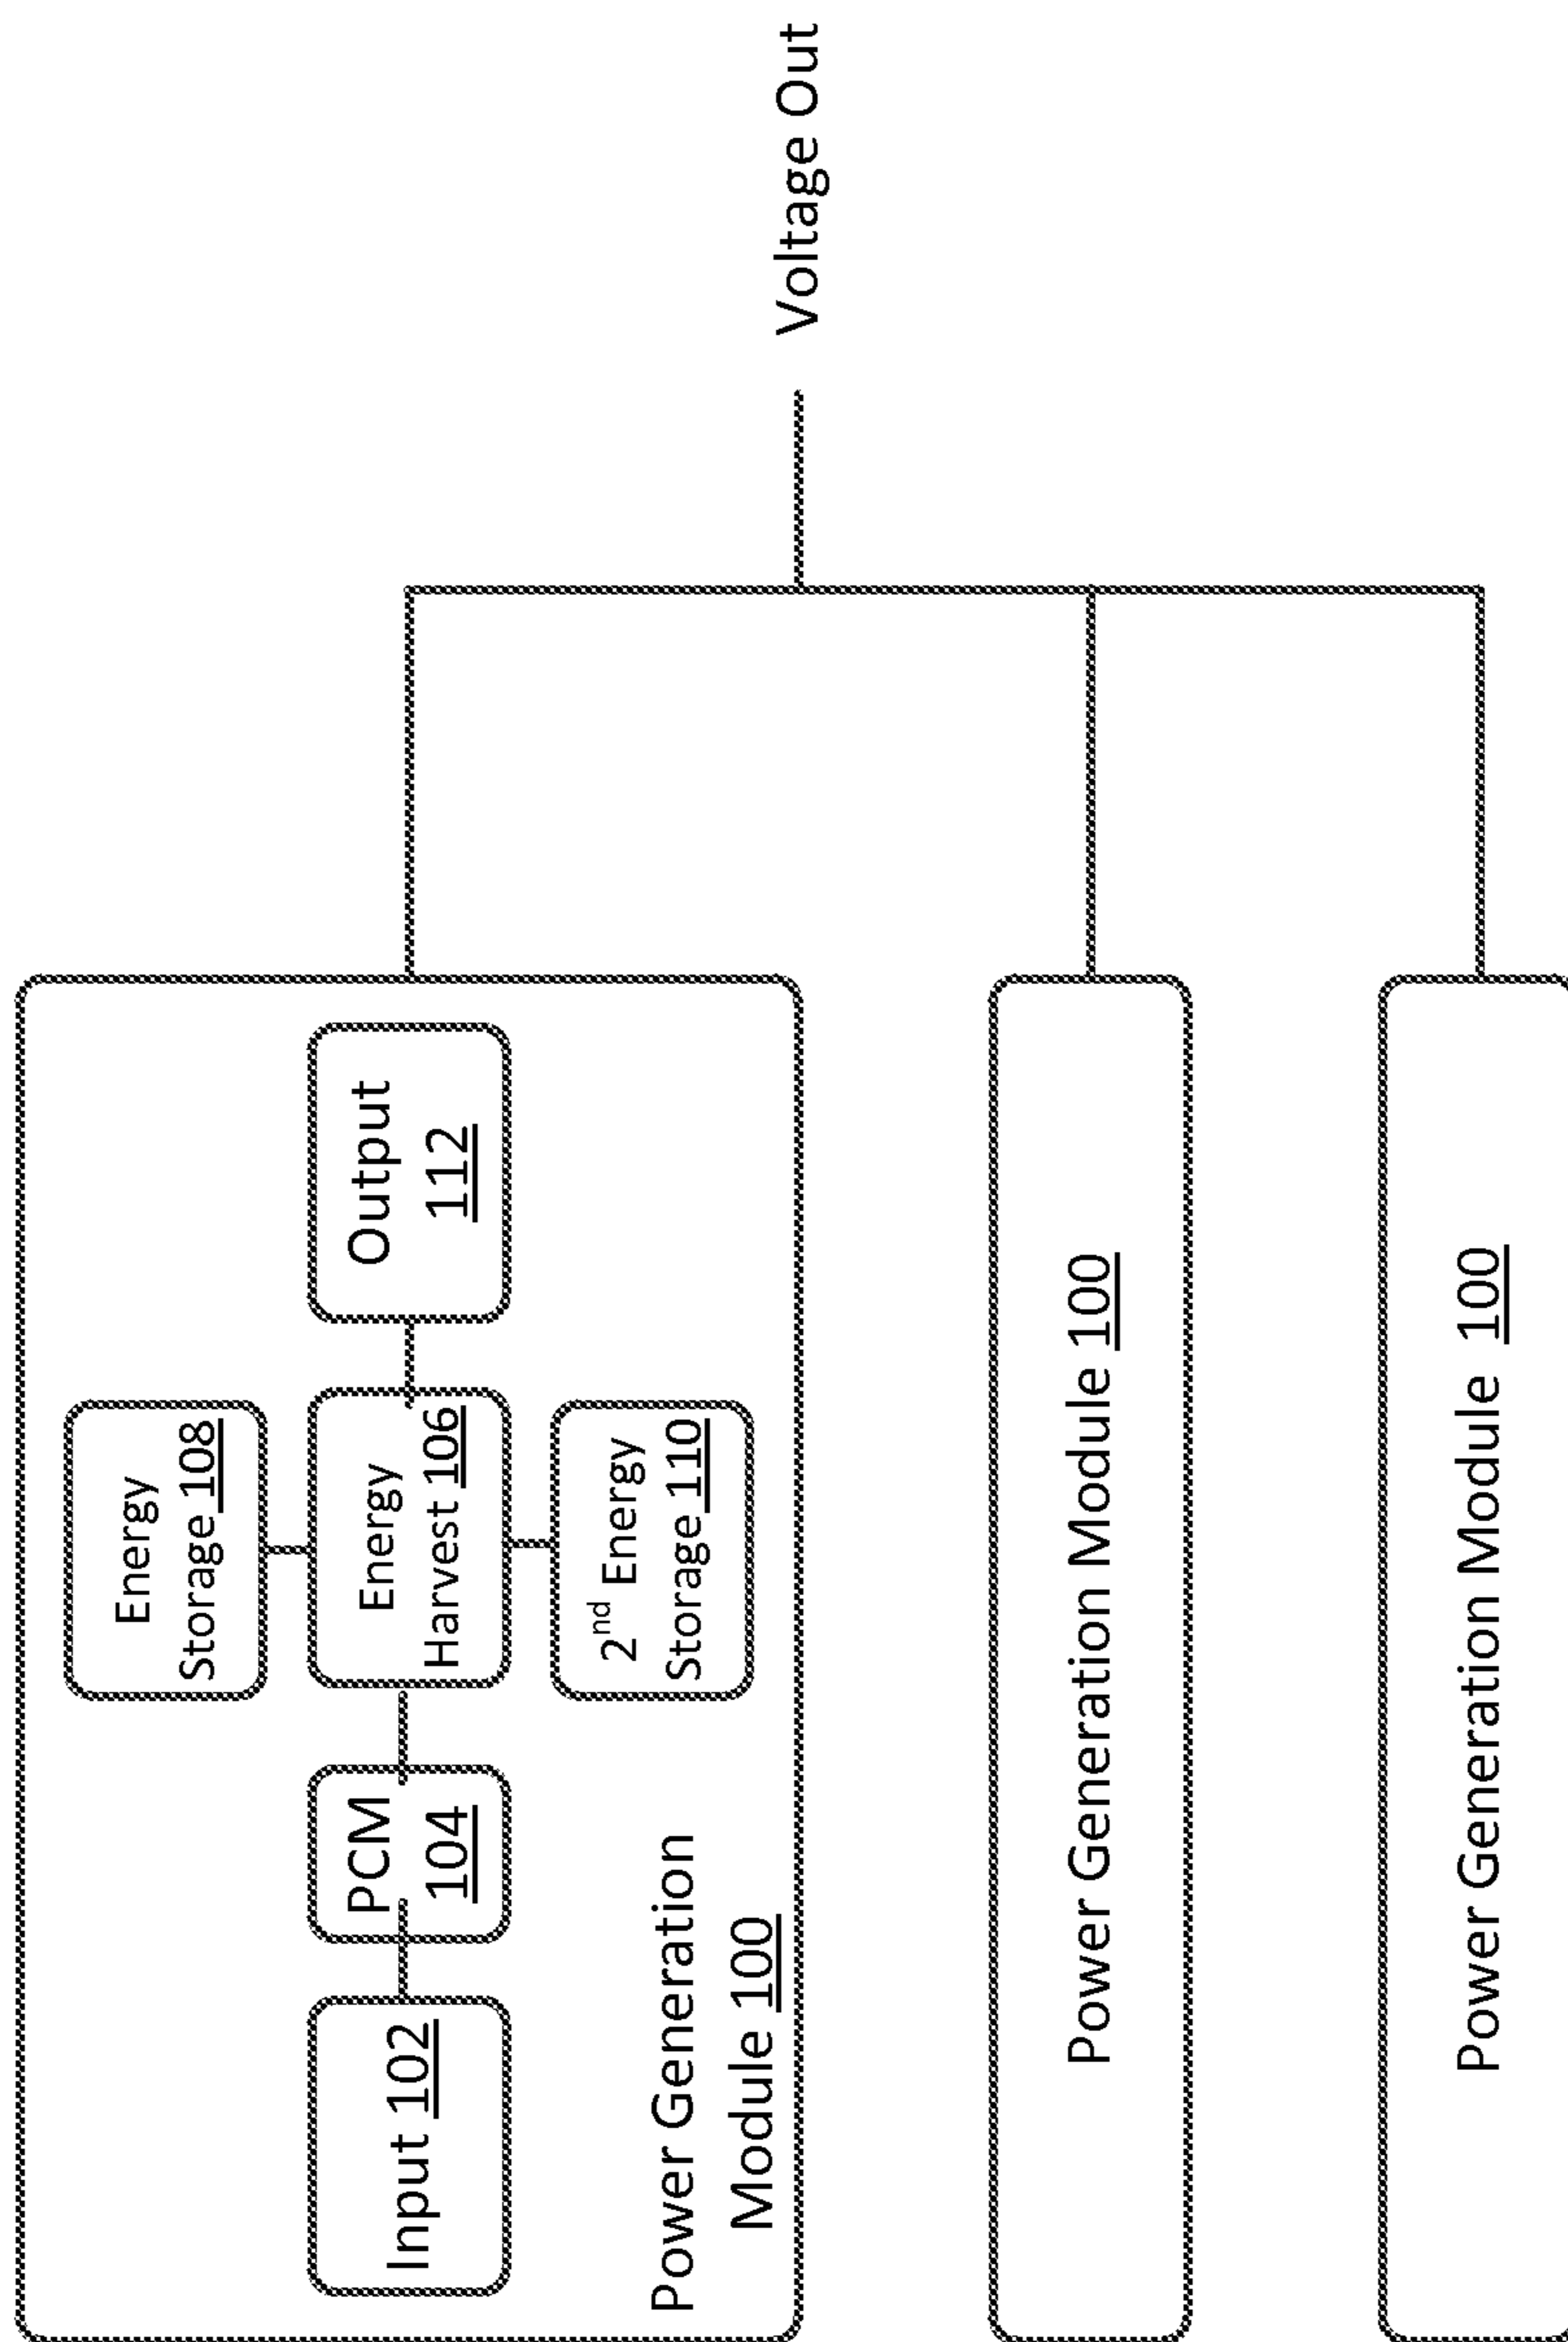 Energy
Storage 108
Input 102
PCM
104
Energy
Harvest 106
Output
112
2nd Energy
Storage 110
Power Generation
Module 100
Voltage Out
Power Generation Module 100
Power Generation Module 100